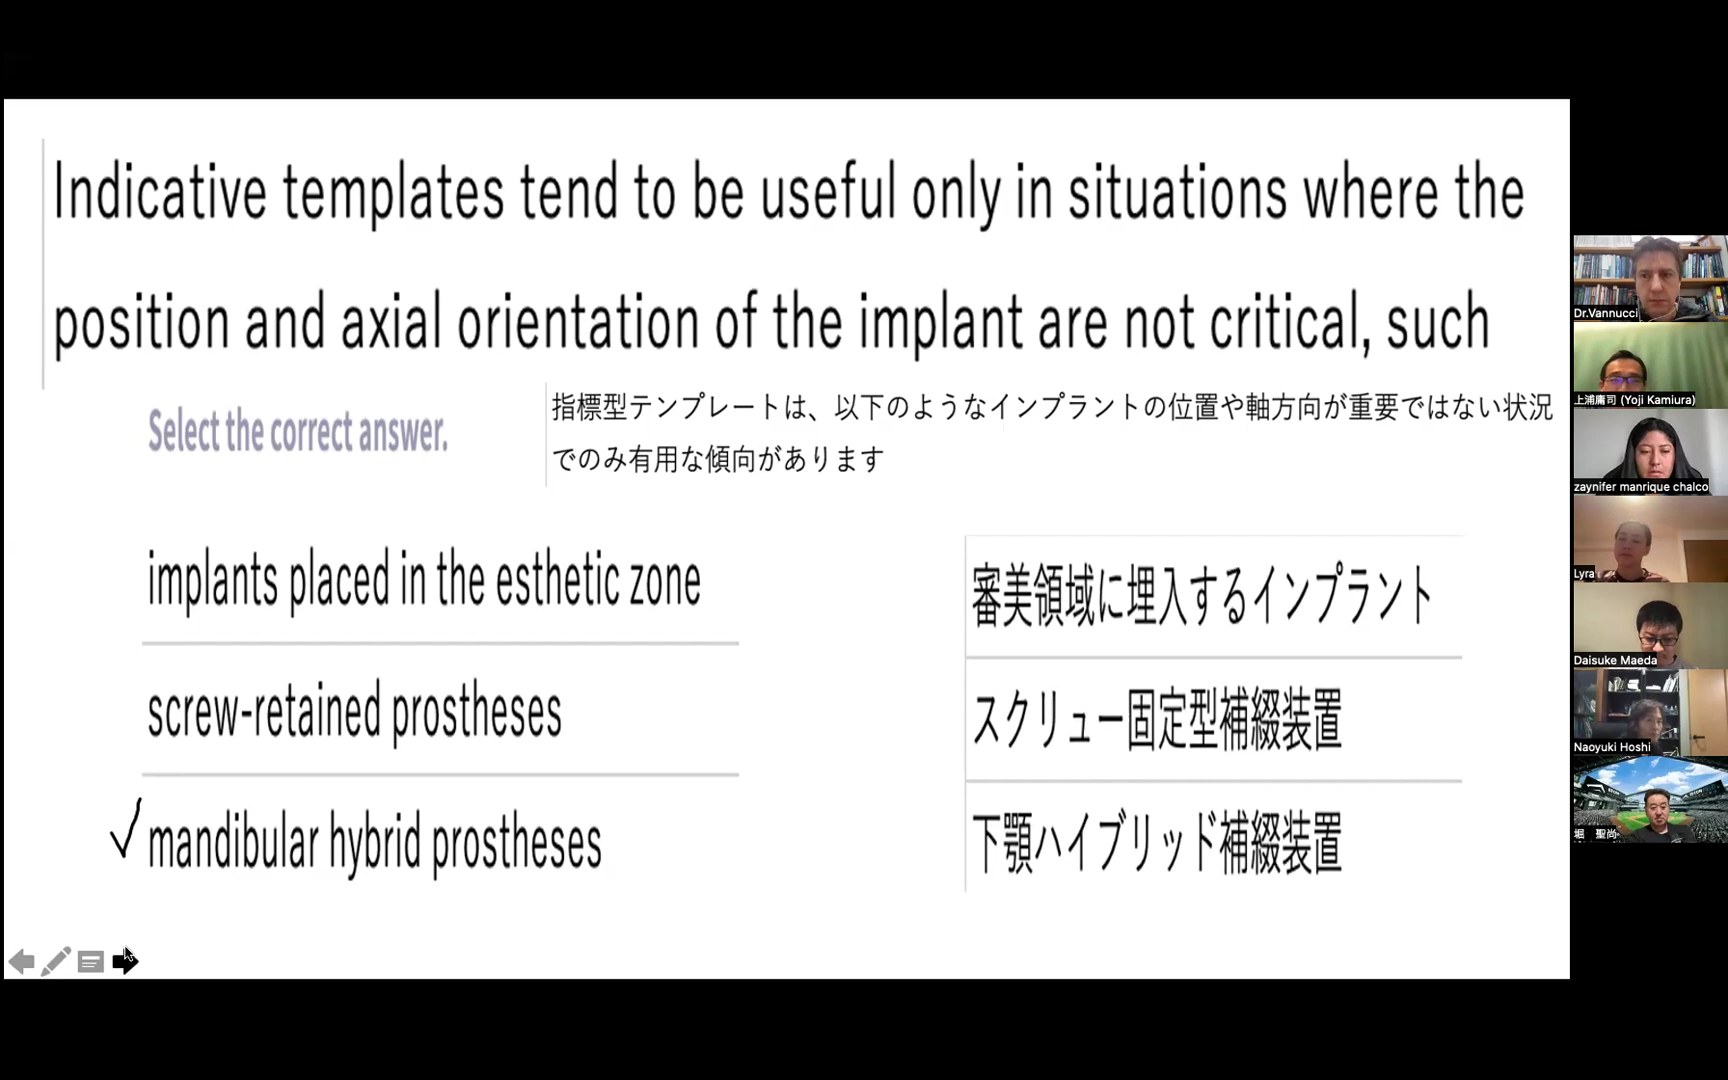 Indicative templates tend to be useful only in situations where the
position and axial orientation of the implant are not critical, such
Select the correct answer.
指標型テンプレートは、以下のようなインプラントの位置や軸方向が重要ではない状況
でのみ有用な傾向があります
implants placed in the esthetic zone
screw-retained prostheses
mandibular hybrid prostheses
審美領域に埋入するインプラント
スクリュー固定型補綴装置
下顎ハイブリッド補綴装置
Dr.Vannucci
上浦庸司 (Yoji Kamiura)
zaynifer manrique chalco
Lyra
Daisuke Maeda
Naoyuki Hoshi
堀 聖尚